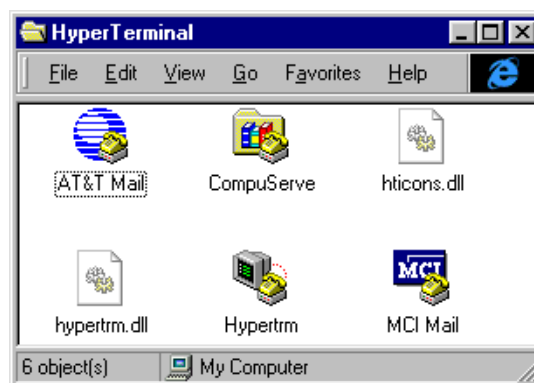 HyperTerminal
File Edit View Go Favorites Help
AT&T Mail CompuServe hticons.dll
MCI
hypertrm.dll Hypertrm MCI Mail
6 object(s) My Computer